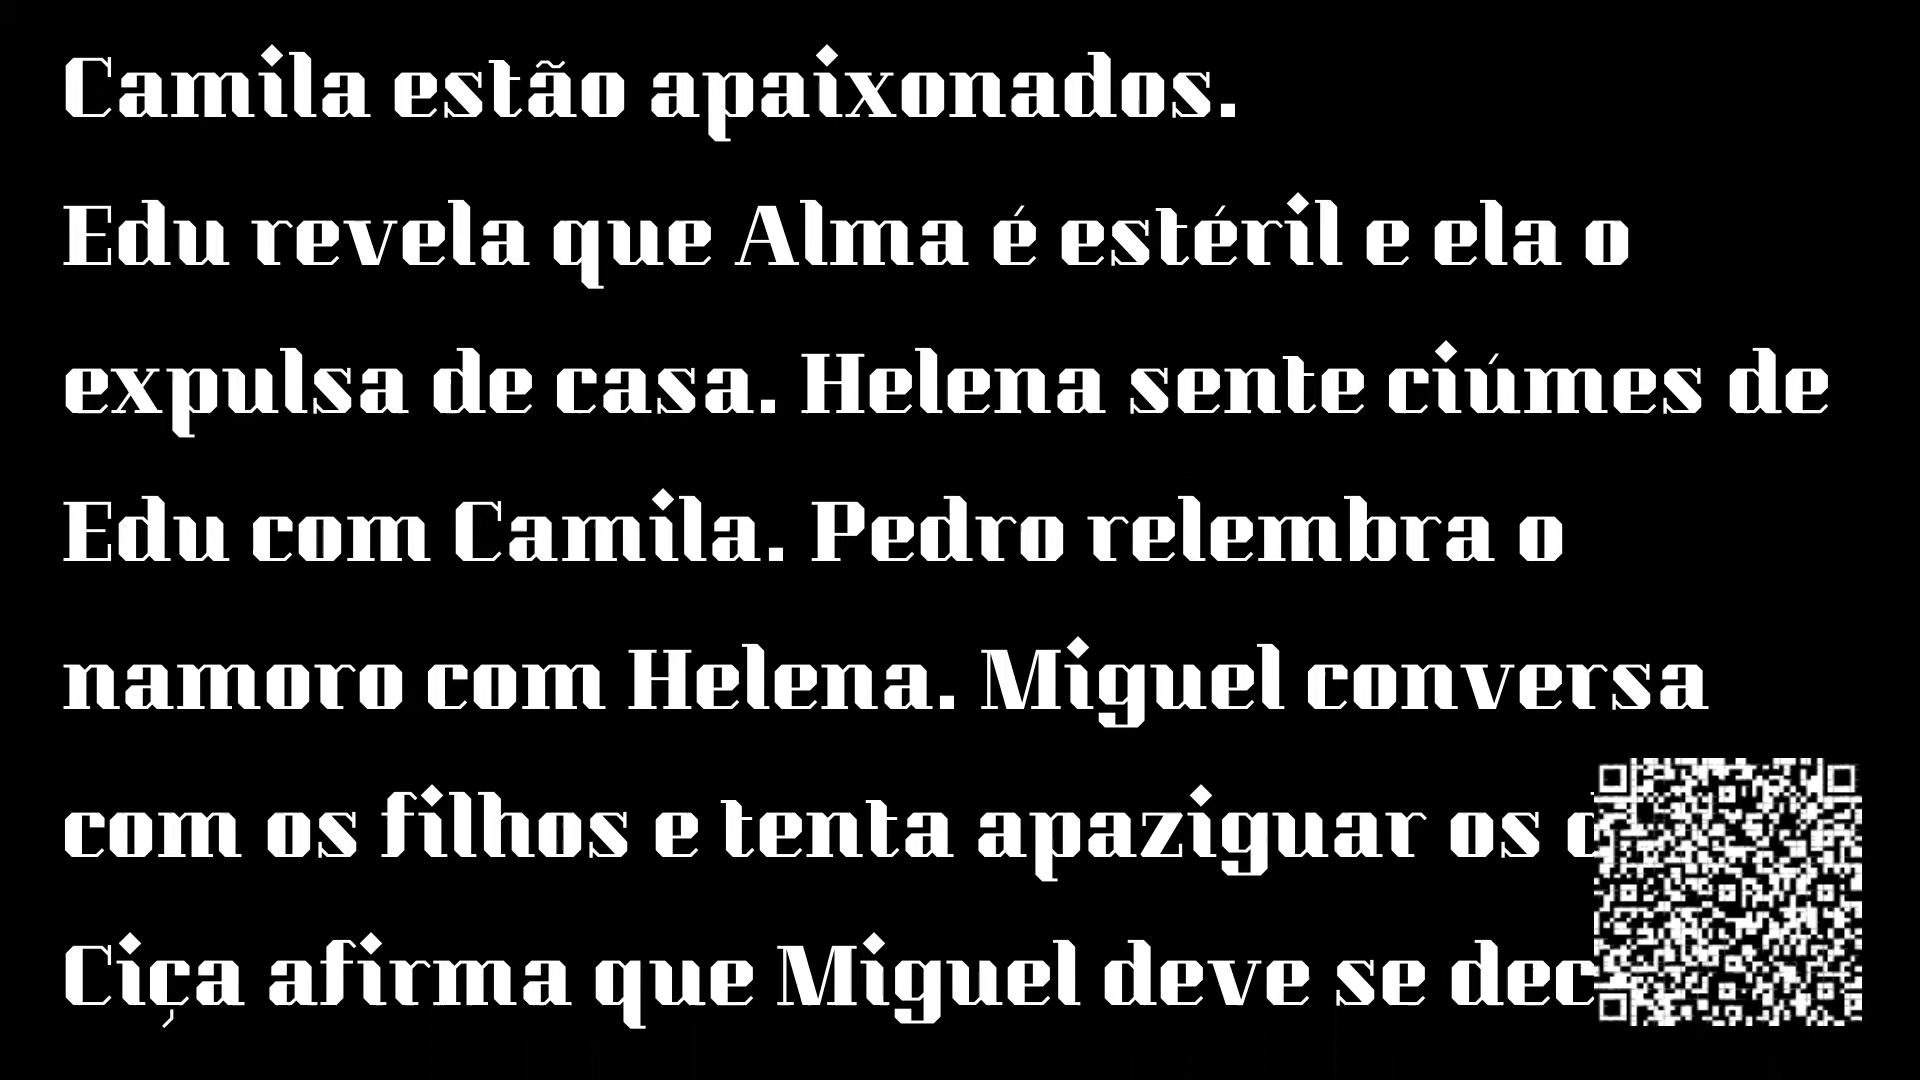 Camila estão apaixonados.
Edu revela que Alma é estéril e ela o
expulsa de casa. Helena sente ciúmes de
Edu com Camila. Pedro relembra o
namoro com Helena. Miguel conversa
com os filhos e tenta apaziguar os
Ciça afirma que Miguel deve se